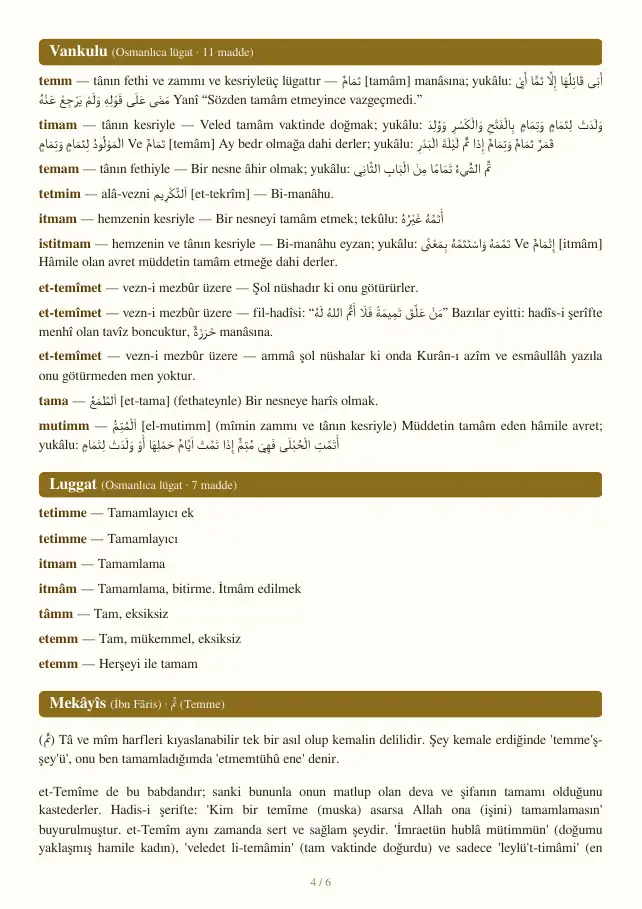 Vankulu (Osmanlıca lügat · 11 madde)
temm — tânın fethi ve zammı ve kesriyleüç lügattır — تَمَامٌ [tamâm] manâsına; yukâlu: أَبَى قَائِلُهَا إِلَّا تَمًّا أَيْ
مَضَى عَلَى قَوْلِهِ وَلَمْ يَرْجِعْ عَنْهُ Yanî “Sözden tamâm etmeyince vazgeçmedi.”
timam — tânın kesriyle — Veled tamâm vaktinde doğmak; yukâlu: وَلَدَتْ لِتَمَامٍ وَتِمَامٍ بِالْفَتْحِ وَالْكَسْرِ وَوُلِدَ
الْمَوْلُودُ لِتَمَامٍ وَتِمَامٍ Ve تَمَامٌ [temâm] Ay bedr olmağa dahi derler; yukâlu: قَمَرٌ تَمَامٌ وَتِمَامٌ إِذَا تَمَّ لَيْلَةَ الْبَدْرِ
temam — tânın fethiyle — Bir nesne âhir olmak; yukâlu: تَمَّ الشَّيْءُ تَمَامًا مِنَ الْبَابِ الثَّانِى
tetmim — alâ-vezni اَلتَّكْرِيمِ [et-tekrîm] — Bi-manâhu.
itmam — hemzenin kesriyle — Bir nesneyi tamâm etmek; tekûlu: أَتَمَّهُ غَيْرُهُ
istitmam — hemzenin ve tânın kesriyle — Bi-manâhu eyzan; yukâlu: تَمَّمَهُ وَاسْتَتَمَّهُ بِمَعْنًى Ve إِتْمَامٌ [itmâm]
Hâmile olan avret müddetin tamâm etmeğe dahi derler.
et-temîmet — vezn-i mezbûr üzere — Şol nüshadır ki onu götürürler.
et-temîmet — vezn-i mezbûr üzere — fil-hadîsi: “مَنْ عَلَّقَ تَمِيمَةً فَلَا أَتَمَّ اللهُ لَهُ” Bazılar eyitti: hadîs-i şerîfte
menhî olan tavîz boncuktur, خَرَزَةٌ manâsına.
et-temîmet — vezn-i mezbûr üzere — ammâ şol nüshalar ki onda Kurân-ı azîm ve esmâullâh yazıla
onu götürmeden men yoktur.
tama — اَلطَّمَعُ [et-tama] (fethateynle) Bir nesneye harîs olmak.
mutimm — اَلْمُتِمُّ [el-mutimm] (mîmin zammı ve tânın kesriyle) Müddetin tamâm eden hâmile avret;
yukâlu: أَتَمَّتِ الْحُبْلَى فَهِيَ مُتِمٌّ إِذَا تَمَّتْ أَيَّامُ حَمْلِهَا أَوْ وَلَدَتْ لِتَمَامٍ
Luggat (Osmanlıca lügat · 7 madde)
tetimme — Tamamlayıcı ek
tetimme — Tamamlayıcı
itmam — Tamamlama
itmâm — Tamamlama, bitirme. İtmâm edilmek
tâmm — Tam, eksiksiz
etemm — Tam, mükemmel, eksiksiz
etemm — Herşeyi ile tamam
Mekâyîs (İbn Fâris) · تَمَّ (Temme)
(تَمَّ) Tâ ve mîm harfleri kıyaslanabilir tek bir asıl olup kemalin delilidir. Şey kemale erdiğinde 'temme'ş-
şey'ü', onu ben tamamladığımda 'etmemtühû ene' denir.
et-Temîme de bu babdandır; sanki bununla onun matlup olan deva ve şifanın tamamı olduğunu
kastederler. Hadis-i şerifte: 'Kim bir temîme (muska) asarsa Allah ona (işini) tamamlamasın'
buyurulmuştur. et-Temîm aynı zamanda sert ve sağlam şeydir. 'İmraetün hublâ mütimmün' (doğumu
yaklaşmış hamile kadın), 'veledet li-temâmin' (tam vaktinde doğurdu) ve sadece 'leylü't-timâmi' (en
4 / 6